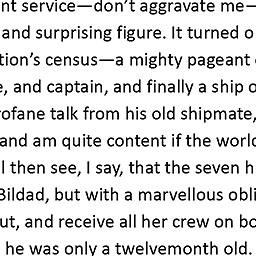 nt service—don't aggravate me—
and surprising figure. It turned o
tion's census—a mighty pageant
e, and captain, and finally a ship o
rofane talk from his old shipmate,
and am quite content if the world
I then see, I say, that the seven h
Bildad, but with a marvellous obli
ut, and receive all her crew on bo
he was only a twelvemonth old.